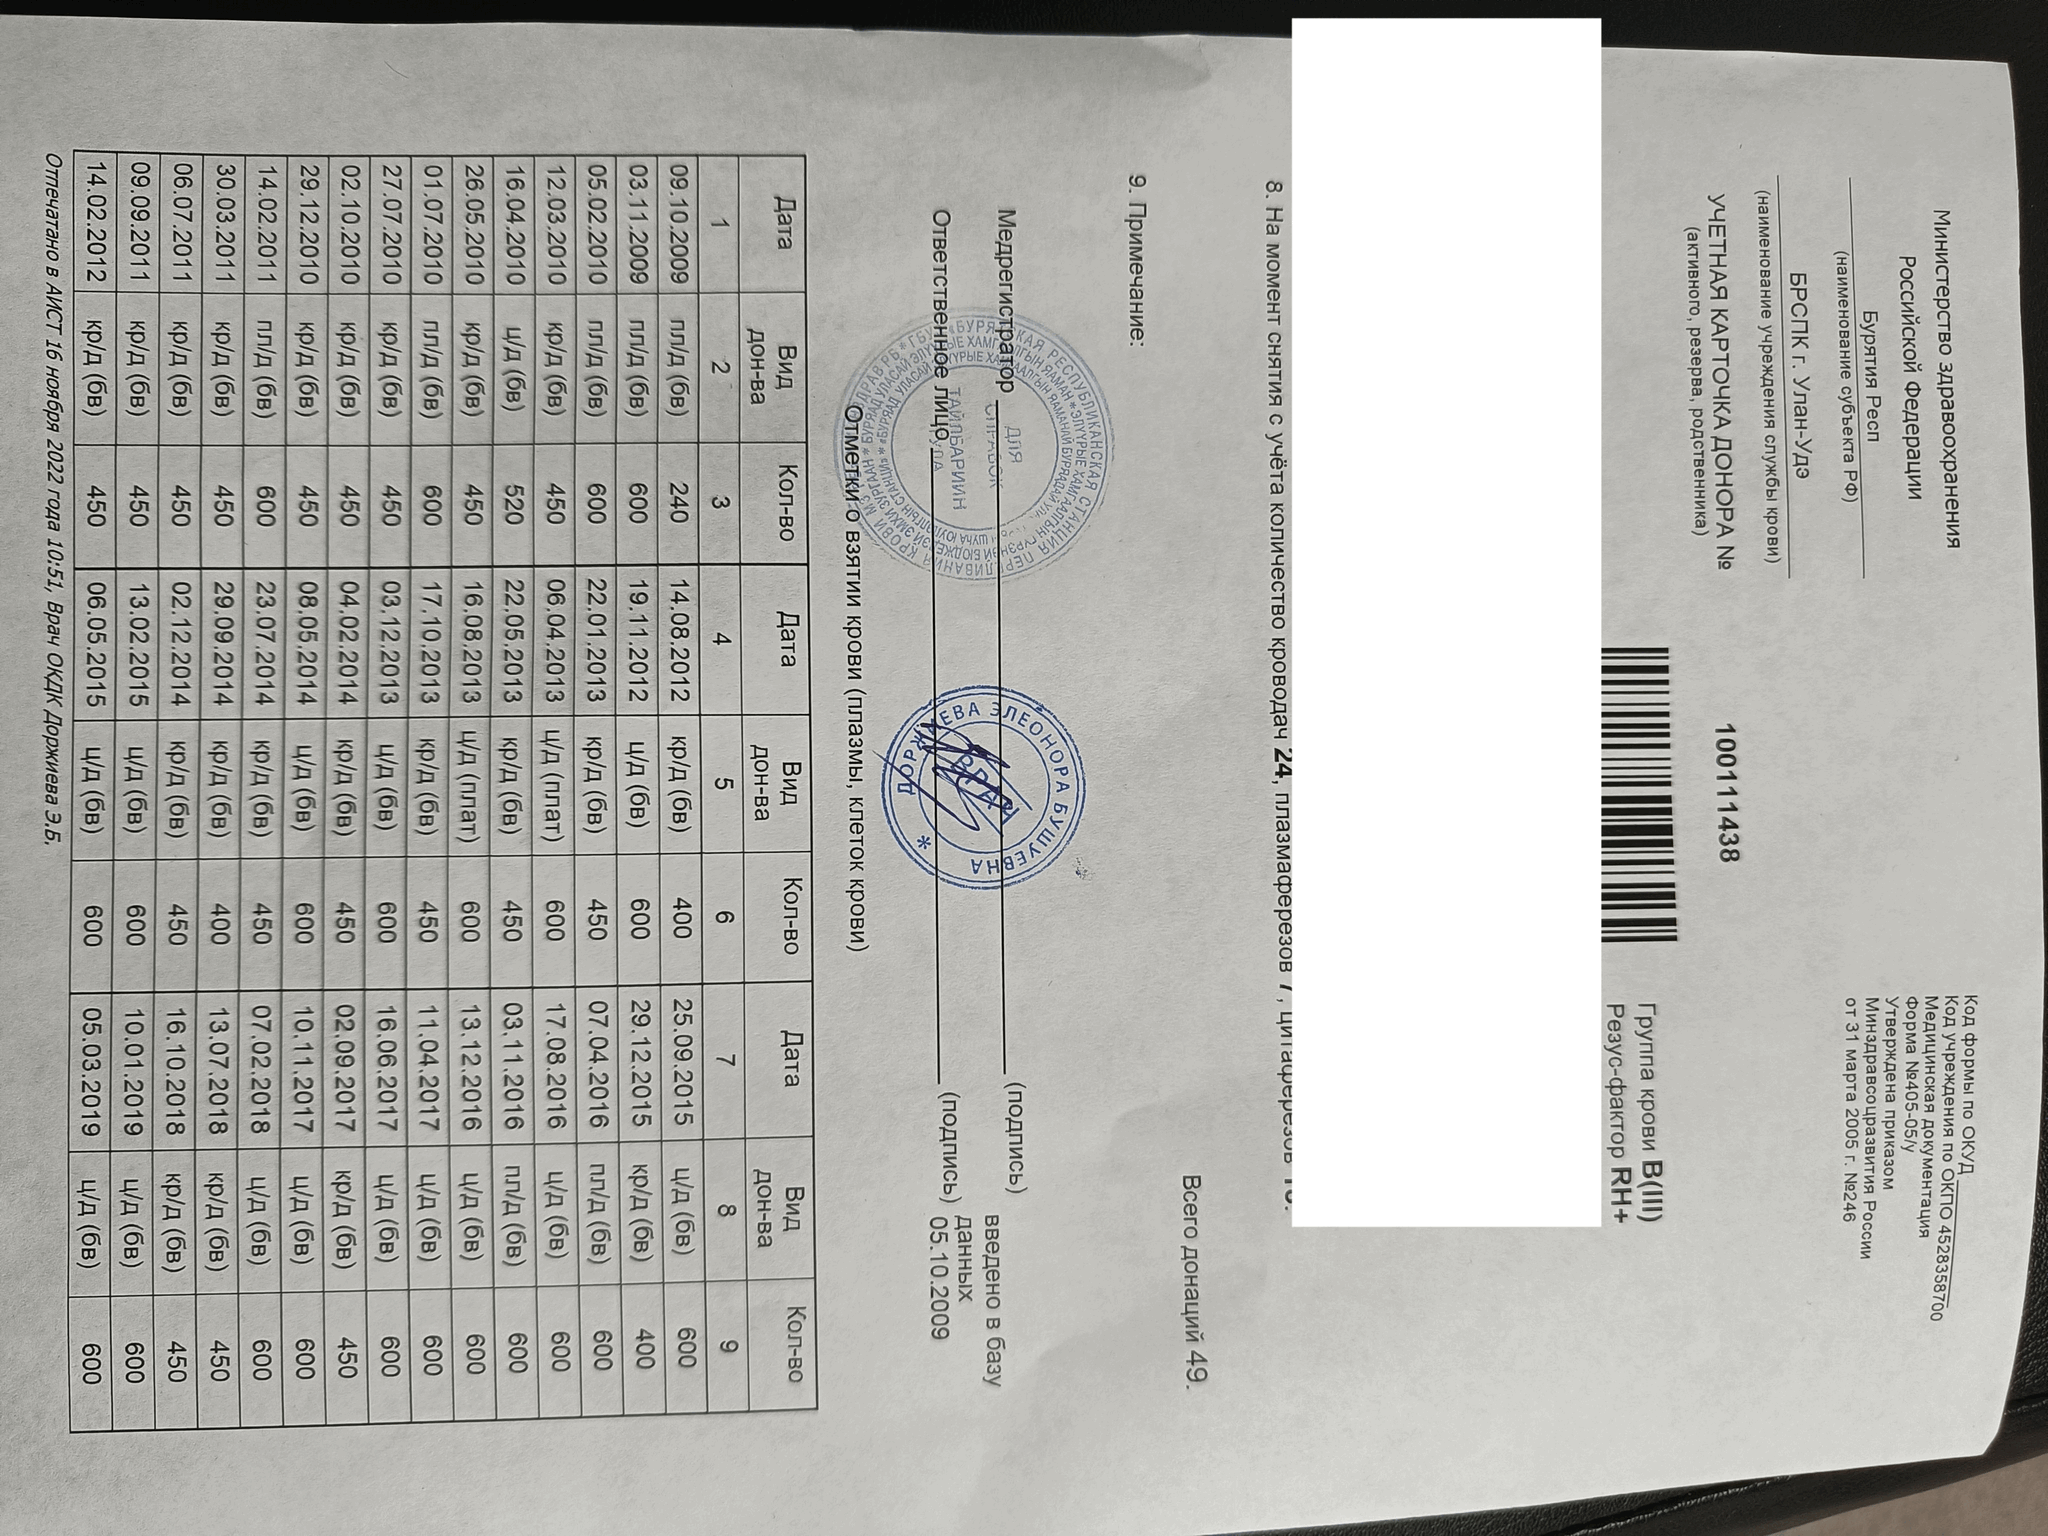 Министерство здравоохранения
Российской Федерации
Бурятия Респ
(наименование субъекта РФ)
БРСПК г. Улан-Удэ
(наименование учреждения службы крови)
Код формы по ОКУД
Код учреждения по ОКПО 4528358700
Медицинская документация
Форма №405-05/у
Утверждена приказом
Минздравсоцразвития России
от 31 марта 2005 г. №246
УЧЕТНАЯ КАРТОЧКА ДОНОРА № 100111438
(активного, резерва, родственника)
Группа крови B(III)
Резус-фактор RH+
8. На момент снятия с учёта количество кроводач 24, плазмаферезов 7, цитаферезов
Всего донаций 49.
9. Примечание:
Медрегистратор (подпись)
Ответственное лицо (подпись)
введено в базу
данных
05.10.2009
ДЛЯ
СПРАВОК
ТАЙЛБАРИИН
ДОРЖИЕВА ЭЛЕОНОРА БУШУЕВНА
ВРАЧ
Отметки о взятии крови (плазмы, клеток крови)
Дата Вид дон-ва Кол-во Дата Вид дон-ва Кол-во Дата Вид дон-ва Кол-во
1 2 3 4 5 6 7 8 9
09.10.2009 пл/д (бв) 240 14.08.2012 кр/д (бв) 400 25.09.2015 ц/д (бв) 600
03.11.2009 пл/д (бв) 600 19.11.2012 ц/д (бв) 600 29.12.2015 кр/д (бв) 400
05.02.2010 пл/д (бв) 600 22.01.2013 кр/д (бв) 450 07.04.2016 пл/д (бв) 600
12.03.2010 кр/д (бв) 450 06.04.2013 ц/д (плат) 600 17.08.2016 ц/д (бв) 600
16.04.2010 ц/д (бв) 520 22.05.2013 кр/д (бв) 450 03.11.2016 пл/д (бв) 600
26.05.2010 кр/д (бв) 450 16.08.2013 ц/д (плат) 600 13.12.2016 ц/д (бв) 600
01.07.2010 пл/д (бв) 600 17.10.2013 кр/д (бв) 450 11.04.2017 ц/д (бв) 600
27.07.2010 кр/д (бв) 450 03.12.2013 ц/д (бв) 600 16.06.2017 ц/д (бв) 600
02.10.2010 кр/д (бв) 450 04.02.2014 кр/д (бв) 450 02.09.2017 кр/д (бв) 450
29.12.2010 кр/д (бв) 450 08.05.2014 ц/д (бв) 600 10.11.2017 ц/д (бв) 600
14.02.2011 пл/д (бв) 600 23.07.2014 кр/д (бв) 450 07.02.2018 ц/д (бв) 600
30.03.2011 кр/д (бв) 450 29.09.2014 кр/д (бв) 400 13.07.2018 кр/д (бв) 450
06.07.2011 кр/д (бв) 450 02.12.2014 кр/д (бв) 450 16.10.2018 кр/д (бв) 450
09.09.2011 кр/д (бв) 450 13.02.2015 ц/д (бв) 600 10.01.2019 ц/д (бв) 600
14.02.2012 кр/д (бв) 450 06.05.2015 ц/д (бв) 600 05.03.2019 ц/д (бв) 600
Отпечатано в АИСТ 16 ноября 2022 года 10:51, Врач ОКДК Доржиева Э.Б.